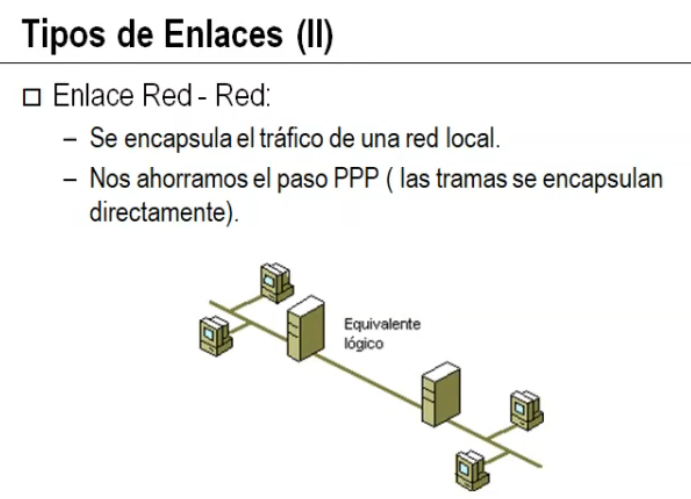 Tipos de Enlaces (II)
Enlace Red - Red:
– Se encapsula el tráfico de una red local.
– Nos ahorramos el paso PPP ( las tramas se encapsulan
directamente).
Equivalente
lógico